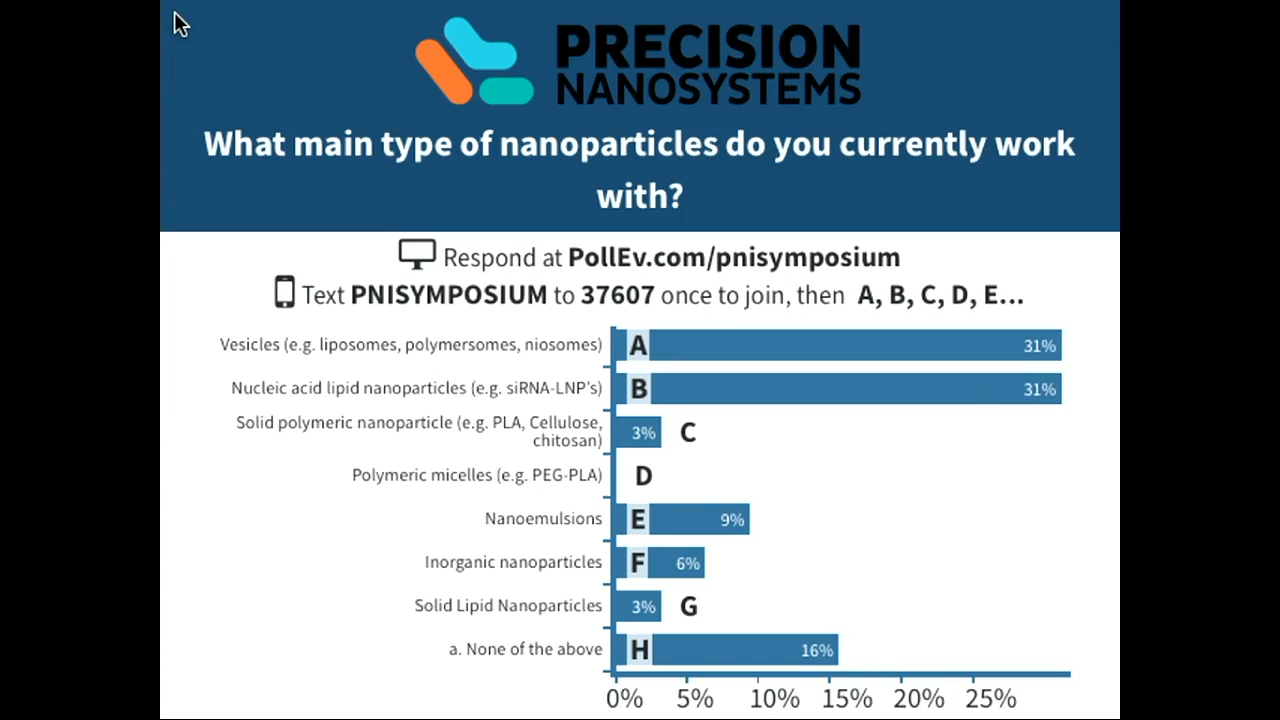 PRECISION
NANOSYSTEMS
What main type of nanoparticles do you currently work
with?
Respond at PollEv.com/pnisymposium
Text PNISYMPOSIUM to 37607 once to join, then A, B, C, D, E...
Vesicles (e.g. liposomes, polymersomes, niosomes) A 31%
Nucleic acid lipid nanoparticles (e.g. siRNA-LNP's) B 31%
Solid polymeric nanoparticle (e.g. PLA, Cellulose,
chitosan) 3% C
Polymeric micelles (e.g. PEG-PLA) D
Nanoemulsions E 9%
Inorganic nanoparticles F 6%
Solid Lipid Nanoparticles 3% G
a. None of the above H 16%
0% 5% 10% 15% 20% 25%